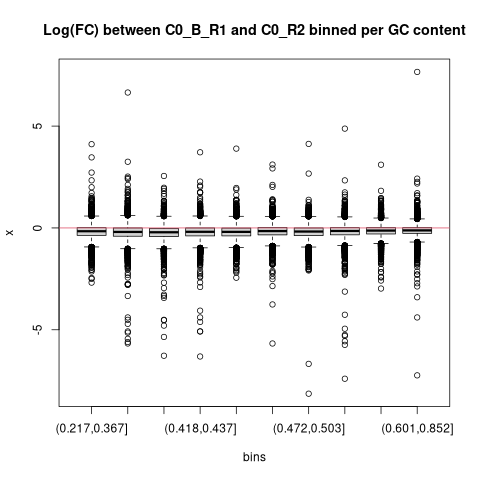 Log(FC) between C0_B_R1 and C0_R2 binned per GC content
5
0
-5
x
(0.217,0.367] (0.418,0.437] (0.472,0.503] (0.601,0.852]
bins